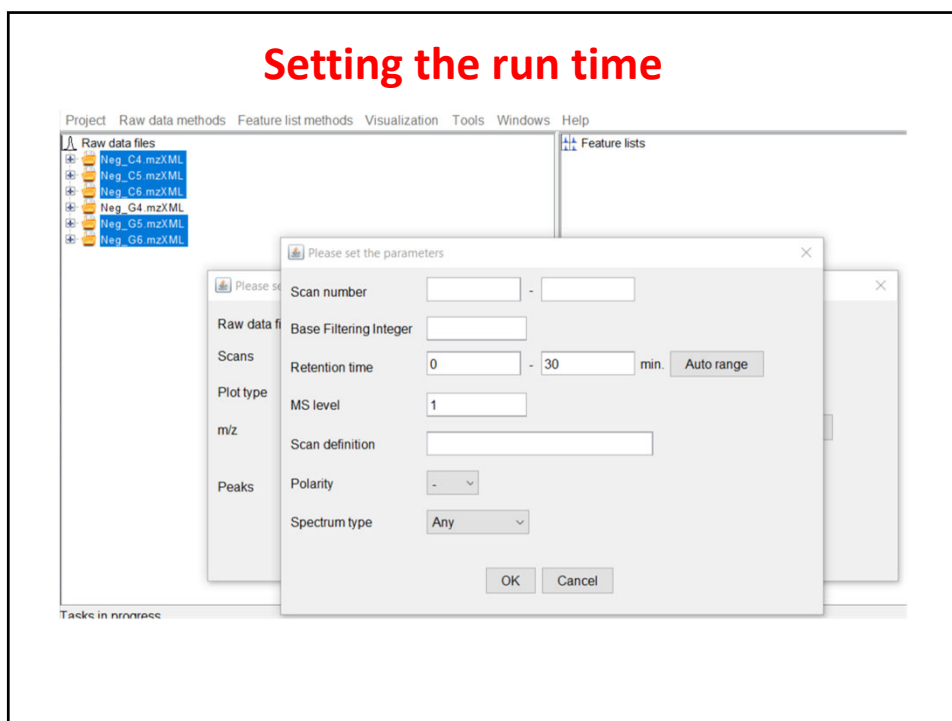 Setting the run time
Project Raw data methods Feature list methods Visualization Tools Windows Help
Raw data files
Neg_C4.mzXML
Neg_C5.mzXML
Neg_C6.mzXML
Neg_G4.mzXML
Neg_G5.mzXML
Neg_G6.mzXML
Feature lists
Please se
Raw data fi
Scans
Plot type
m/z
Peaks
Please set the parameters
Scan number -
Base Filtering Integer
Retention time 0 - 30 min. Auto range
MS level 1
Scan definition
Polarity -
Spectrum type Any
OK Cancel
Tasks in progress